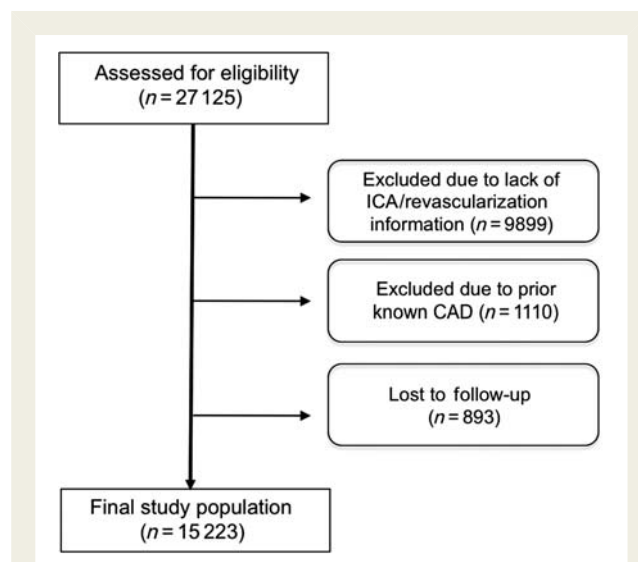 Assessed for eligibility
(n = 27 125)
Excluded due to lack of
ICA/revascularization
information (n = 9899)
Excluded due to prior
known CAD (n = 1110)
Lost to follow-up
(n = 893)
Final study population
(n = 15 223)